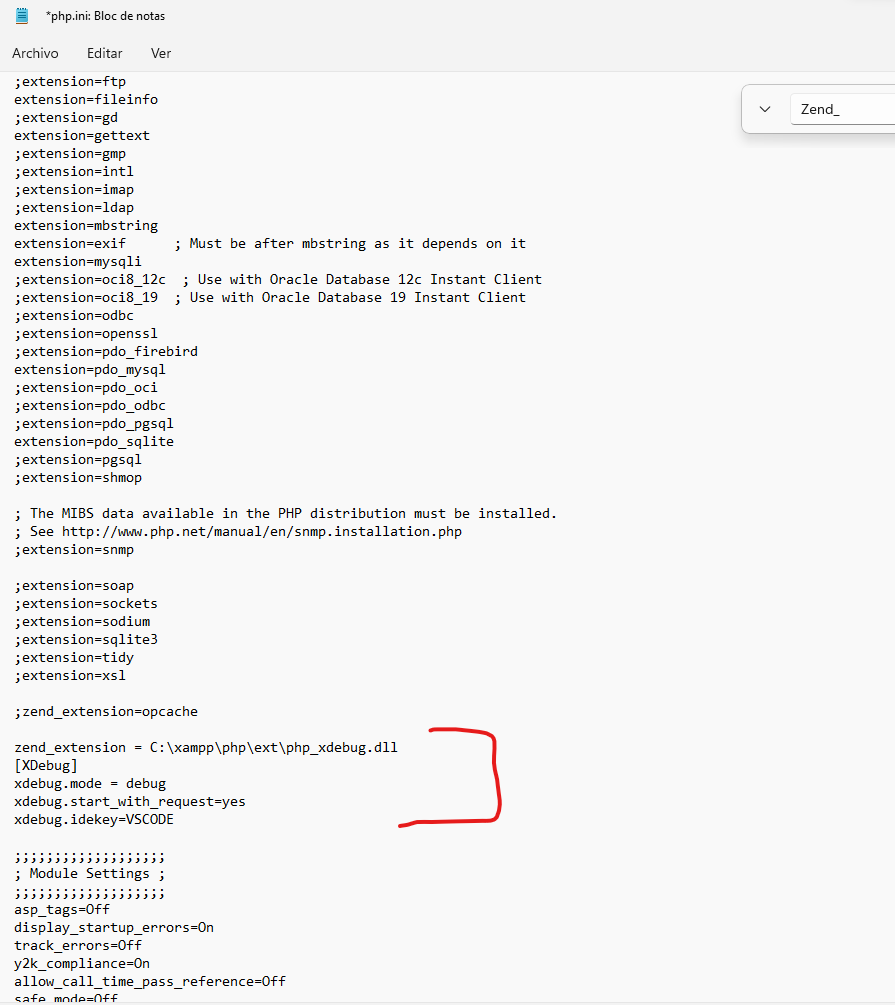 *php.ini: Bloc de notas
Archivo Editar Ver
Zend_
;extension=ftp
extension=fileinfo
;extension=gd
extension=gettext
;extension=gmp
;extension=intl
;extension=imap
;extension=ldap
extension=mbstring
extension=exif      ; Must be after mbstring as it depends on it
extension=mysqli
;extension=oci8_12c  ; Use with Oracle Database 12c Instant Client
;extension=oci8_19  ; Use with Oracle Database 19 Instant Client
;extension=odbc
;extension=openssl
;extension=pdo_firebird
extension=pdo_mysql
;extension=pdo_oci
;extension=pdo_odbc
;extension=pdo_pgsql
extension=pdo_sqlite
;extension=pgsql
;extension=shmop
; The MIBS data available in the PHP distribution must be installed.
; See http://www.php.net/manual/en/snmp.installation.php
;extension=snmp
;extension=soap
;extension=sockets
;extension=sodium
;extension=sqlite3
;extension=tidy
;extension=xsl
;zend_extension=opcache
zend_extension = C:\xampp\php\ext\php_xdebug.dll
[XDebug]
xdebug.mode = debug
xdebug.start_with_request=yes
xdebug.idekey=VSCODE
;;;;;;;;;;;;;;;;;;;
; Module Settings ;
;;;;;;;;;;;;;;;;;;;
asp_tags=Off
display_startup_errors=On
track_errors=Off
y2k_compliance=On
allow_call_time_pass_reference=Off
safe_mode=Off